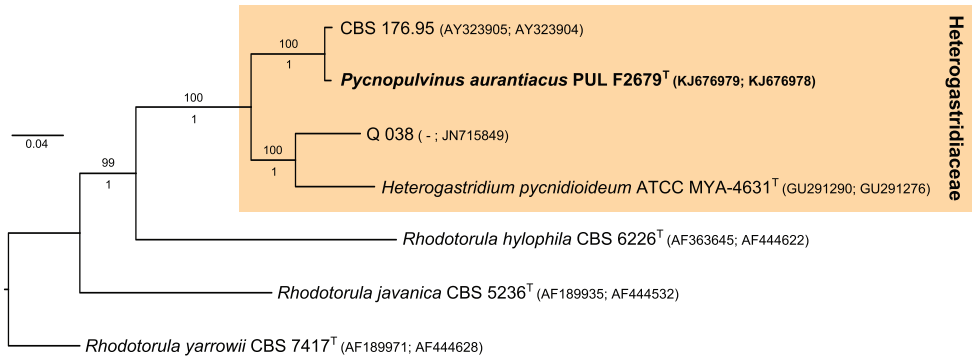 CBS 176.95 (AY323905; AY323904)
100
1
Pycnopulvinus aurantiacus PUL F2679T (KJ676979; KJ676978)
100
1
Q 038 ( - ; JN715849)
100
1
Heterogastridium pycnidioideum ATCC MYA-4631T (GU291290; GU291276)
Heterogastridiaceae
0.04
99
1
Rhodotorula hylophila CBS 6226T (AF363645; AF444622)
Rhodotorula javanica CBS 5236T (AF189935; AF444532)
Rhodotorula yarrowii CBS 7417T (AF189971; AF444628)